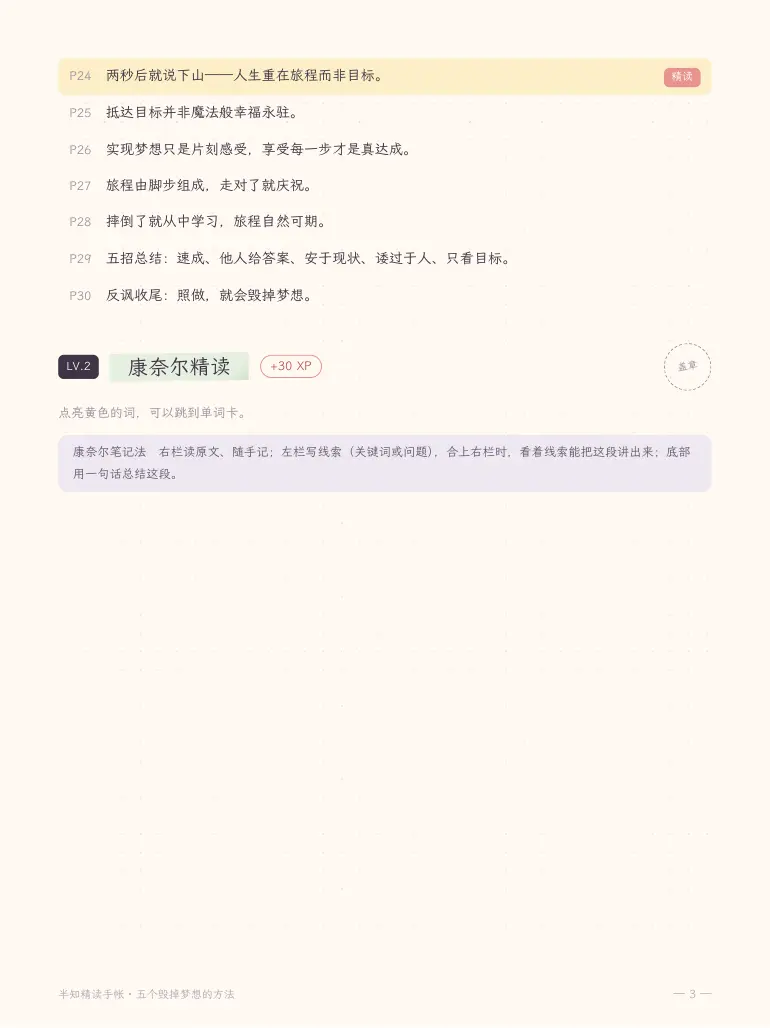 P24 两秒后就说下山——人生重在旅程而非目标。 精读
P25 抵达目标并非魔法般幸福永驻。
P26 实现梦想只是片刻感受，享受每一步才是真达成。
P27 旅程由脚步组成，走对了就庆祝。
P28 摔倒了就从中学习，旅程自然可期。
P29 五招总结：速成、他人给答案、安于现状、诿过于人、只看目标。
P30 反讽收尾：照做，就会毁掉梦想。
LV.2 康奈尔精读 +30 XP 盖章
点亮黄色的词，可以跳到单词卡。
康奈尔笔记法 右栏读原文、随手记；左栏写线索（关键词或问题），合上右栏时，看着线索能把这段讲出来；底部
用一句话总结这段。
半知精读手帐・五个毁掉梦想的方法 — 3 —